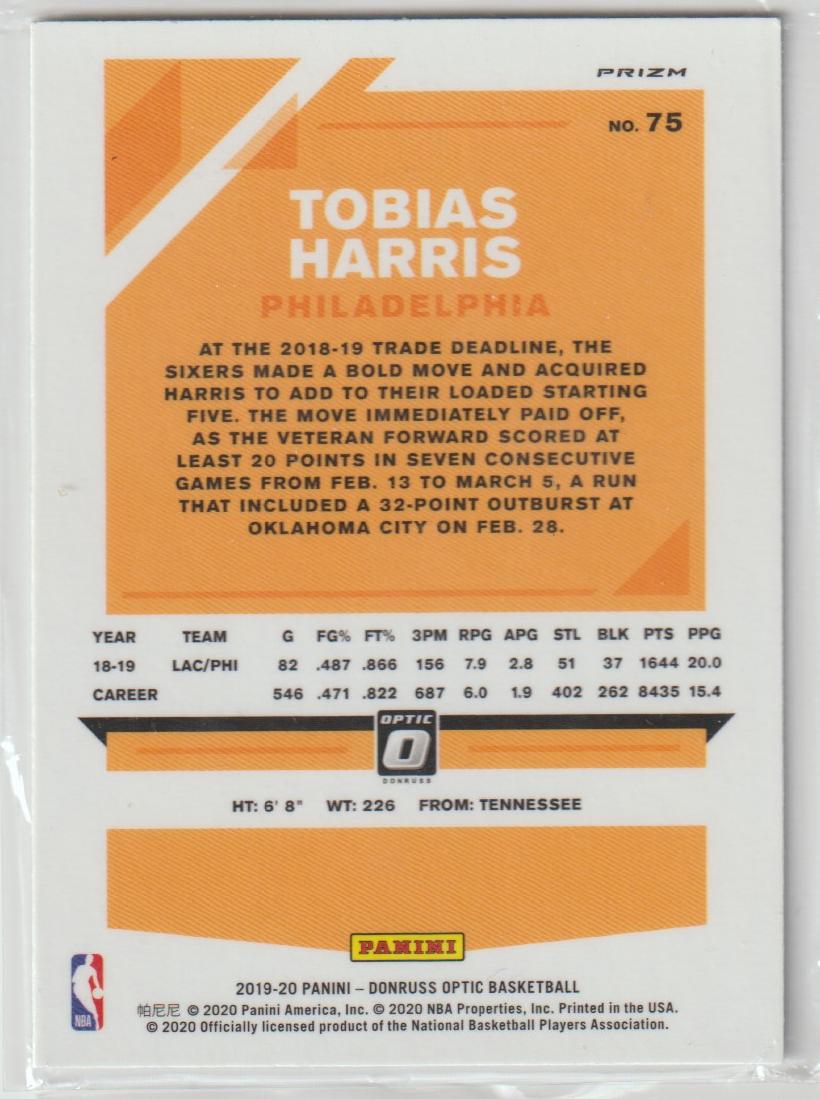 PRIZM
NO. 75
TOBIAS
HARRIS
PHILADELPHIA
AT THE 2018-19 TRADE DEADLINE, THE
SIXERS MADE A BOLD MOVE AND ACQUIRED
HARRIS TO ADD TO THEIR LOADED STARTING
FIVE. THE MOVE IMMEDIATELY PAID OFF,
AS THE VETERAN FORWARD SCORED AT
LEAST 20 POINTS IN SEVEN CONSECUTIVE
GAMES FROM FEB. 13 TO MARCH 5, A RUN
THAT INCLUDED A 32-POINT OUTBURST AT
OKLAHOMA CITY ON FEB. 28.
YEAR TEAM G FG% FT% 3PM RPG APG STL BLK PTS PPG
18-19 LAC/PHI 82 .487 .866 156 7.9 2.8 51 37 1644 20.0
CAREER 546 .471 .822 687 6.0 1.9 402 262 8435 15.4
OPTIC
O
DONRUSS
HT: 6' 8" WT: 226 FROM: TENNESSEE
PANINI
NBA
2019-20 PANINI – DONRUSS OPTIC BASKETBALL
帕尼尼 © 2020 Panini America, Inc. © 2020 NBA Properties, Inc. Printed in the USA.
© 2020 Officially licensed product of the National Basketball Players Association.